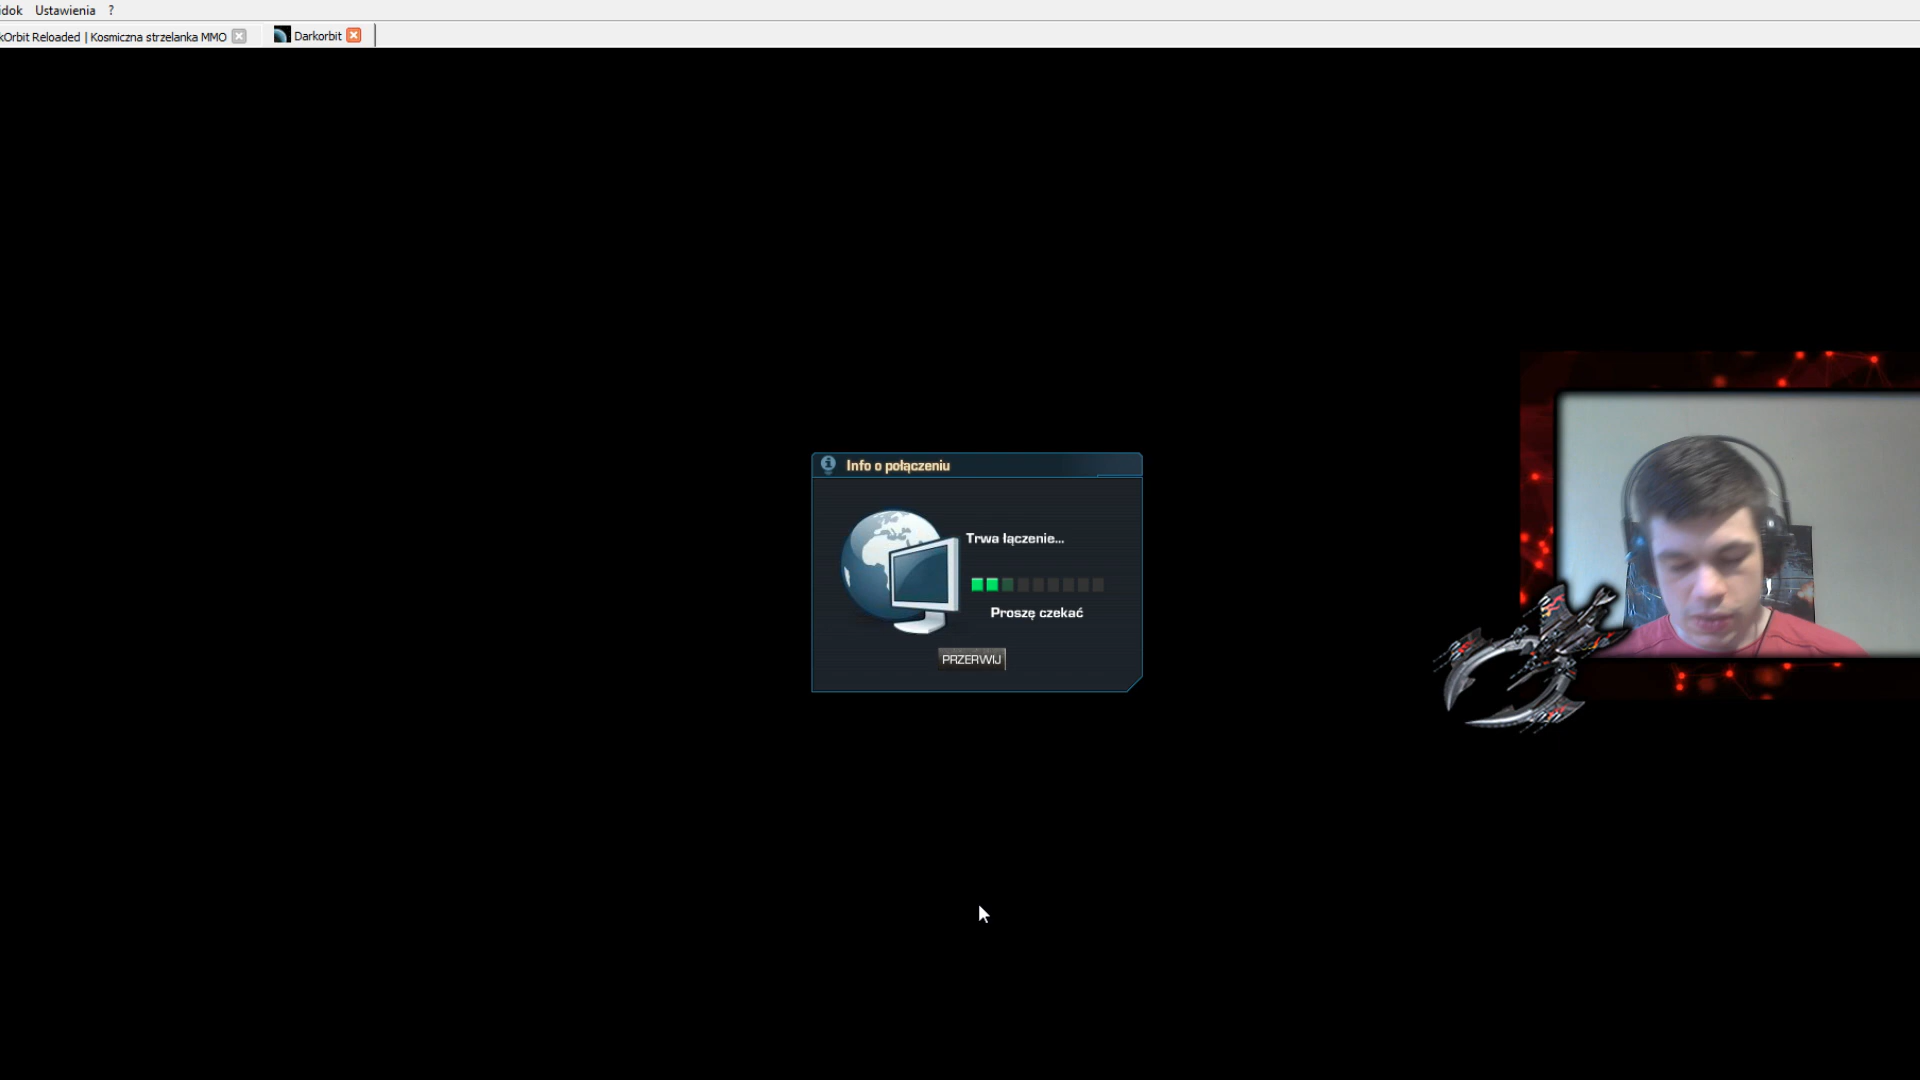 idok Ustawienia ?
kOrbit Reloaded | Kosmiczna strzelanka MMO
Darkorbit
Info o połączeniu
Trwa łączenie...
Proszę czekać
PRZERWIJ